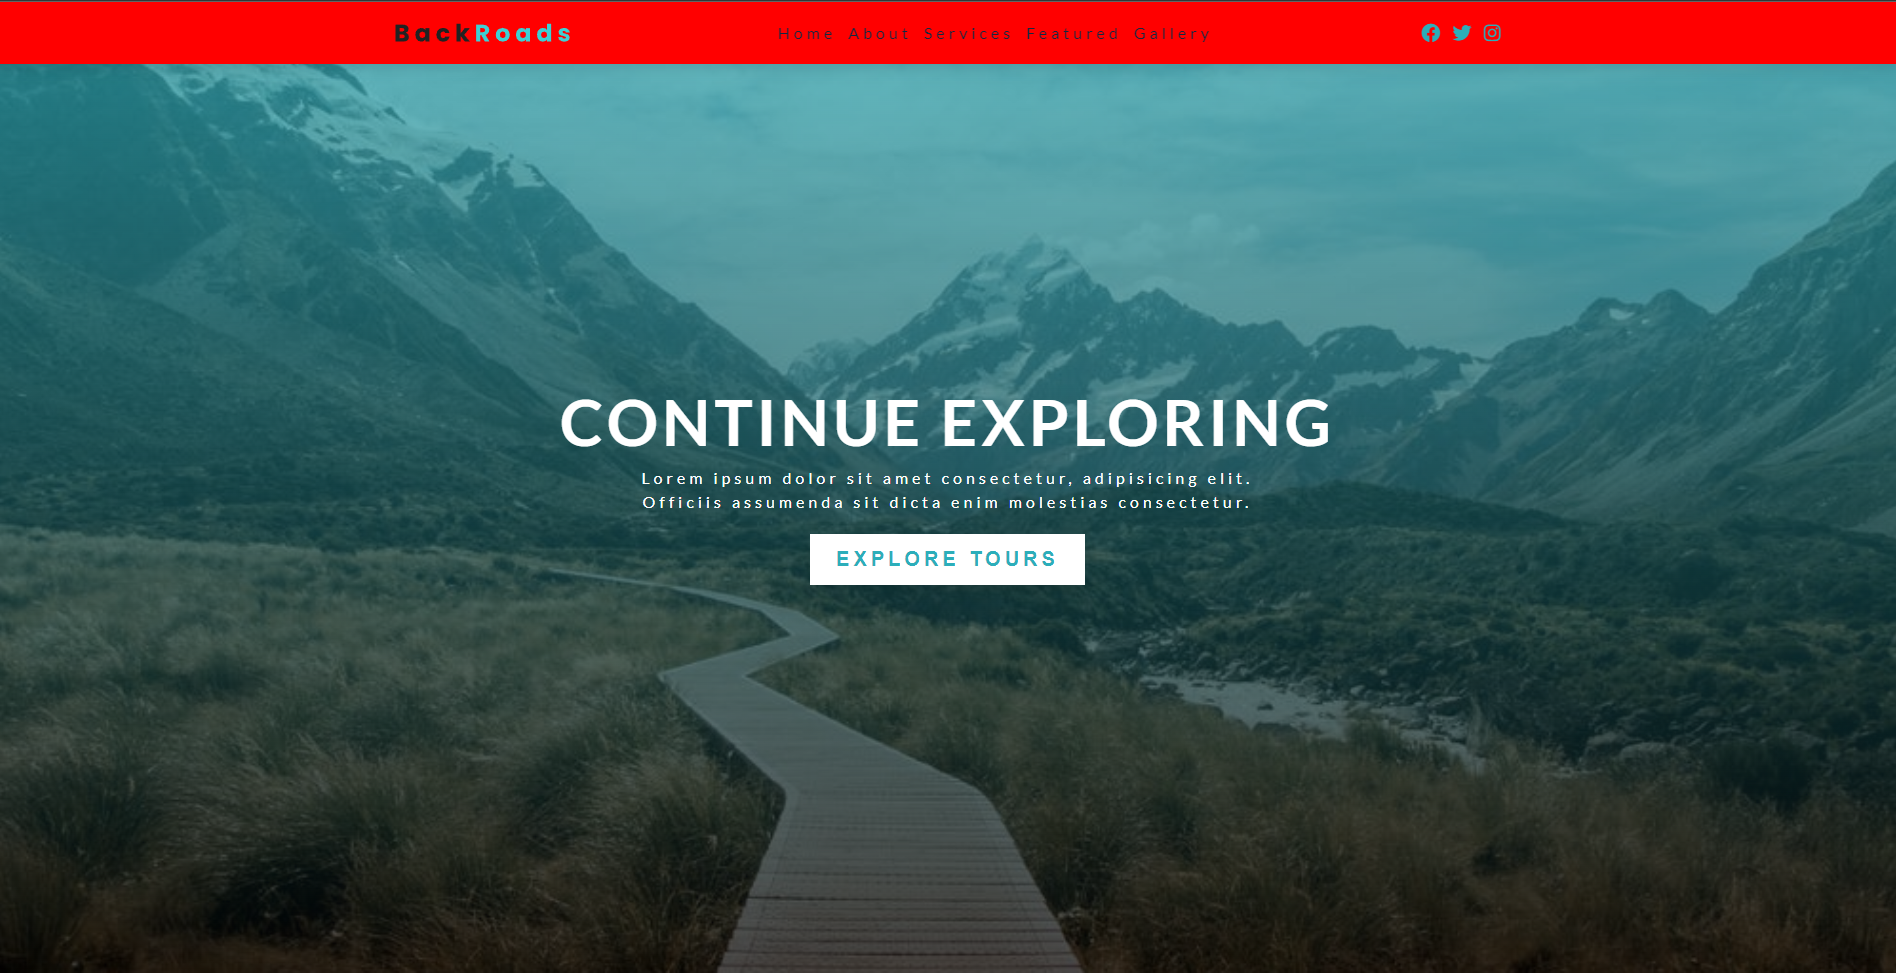 BackRoads
Home About Services Featured Gallery
CONTINUE EXPLORING
Lorem ipsum dolor sit amet consectetur, adipisicing elit.
Officiis assumenda sit dicta enim molestias consectetur.
EXPLORE TOURS